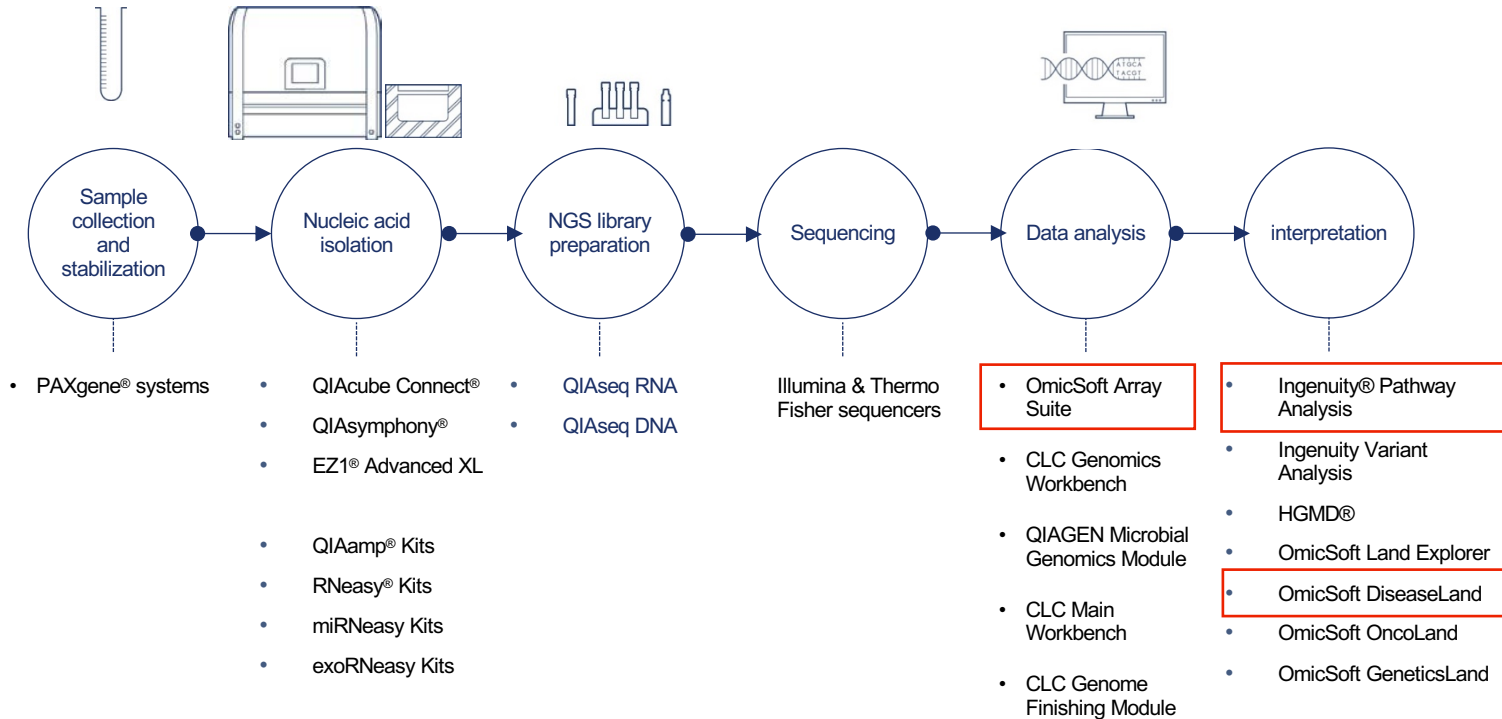 ATGCA
TACGT
Sample
collection
and
stabilization
Nucleic acid
isolation
NGS library
preparation
Sequencing
Data analysis
interpretation
• PAXgene® systems
• QIAcube Connect®
• QIAsymphony®
• EZ1® Advanced XL
• QIAamp® Kits
• RNeasy® Kits
• miRNeasy Kits
• exoRNeasy Kits
• QIAseq RNA
• QIAseq DNA
Illumina & Thermo
Fisher sequencers
• OmicSoft Array
Suite
• CLC Genomics
Workbench
• QIAGEN Microbial
Genomics Module
• CLC Main
Workbench
• CLC Genome
Finishing Module
• Ingenuity® Pathway
Analysis
• Ingenuity Variant
Analysis
• HGMD®
• OmicSoft Land Explorer
• OmicSoft DiseaseLand
• OmicSoft OncoLand
• OmicSoft GeneticsLand